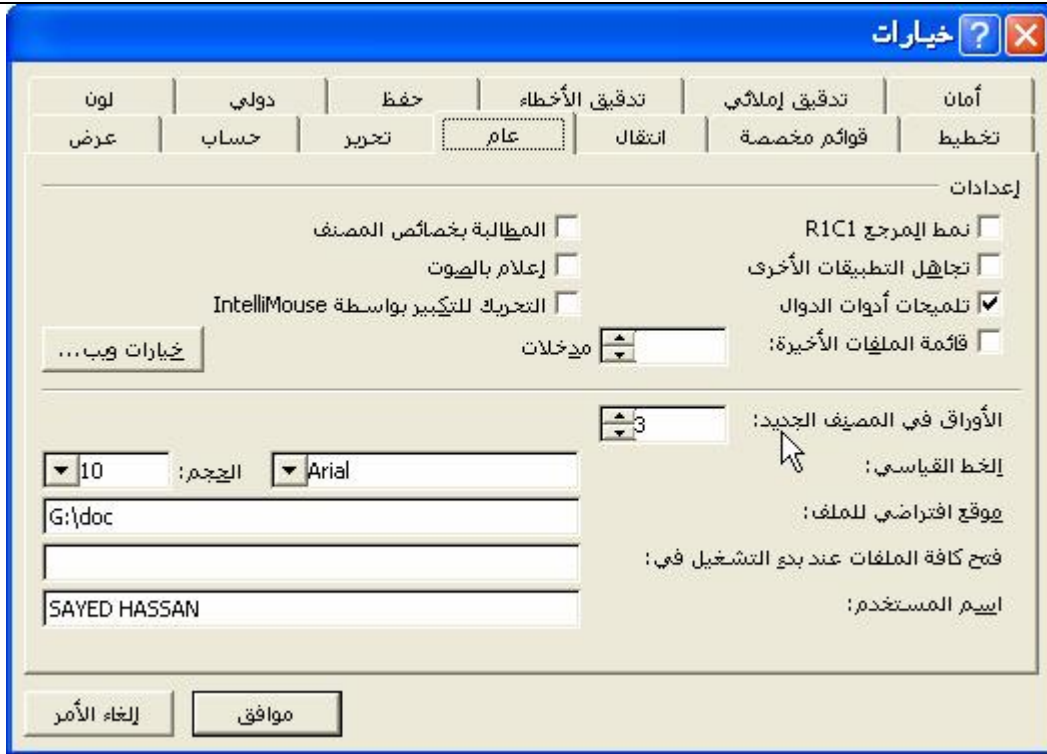 خيارات
أمان تدقيق إملائي تدقيق الأخطاء حفظ دولي لون
تخطيط قوائم مخصصة انتقال عام تحرير حساب عرض
إعدادات
نمط المرجع R1C1 المطالبة بخصائص المصنف
تجاهل التطبيقات الأخرى إعلام بالصوت
تلميحات أدوات الدوال التحريك للتكبير بواسطة IntelliMouse
قائمة الملفات الأخيرة: مدخلات خيارات ويب...
الأوراق في المصنف الجديد: 3
الخط القياسي: Arial الحجم: 10
موقع افتراضي للملف: G:\doc
فتح كافة الملفات عند بدء التشغيل في:
اسم المستخدم: SAYED HASSAN
موافق إلغاء الأمر